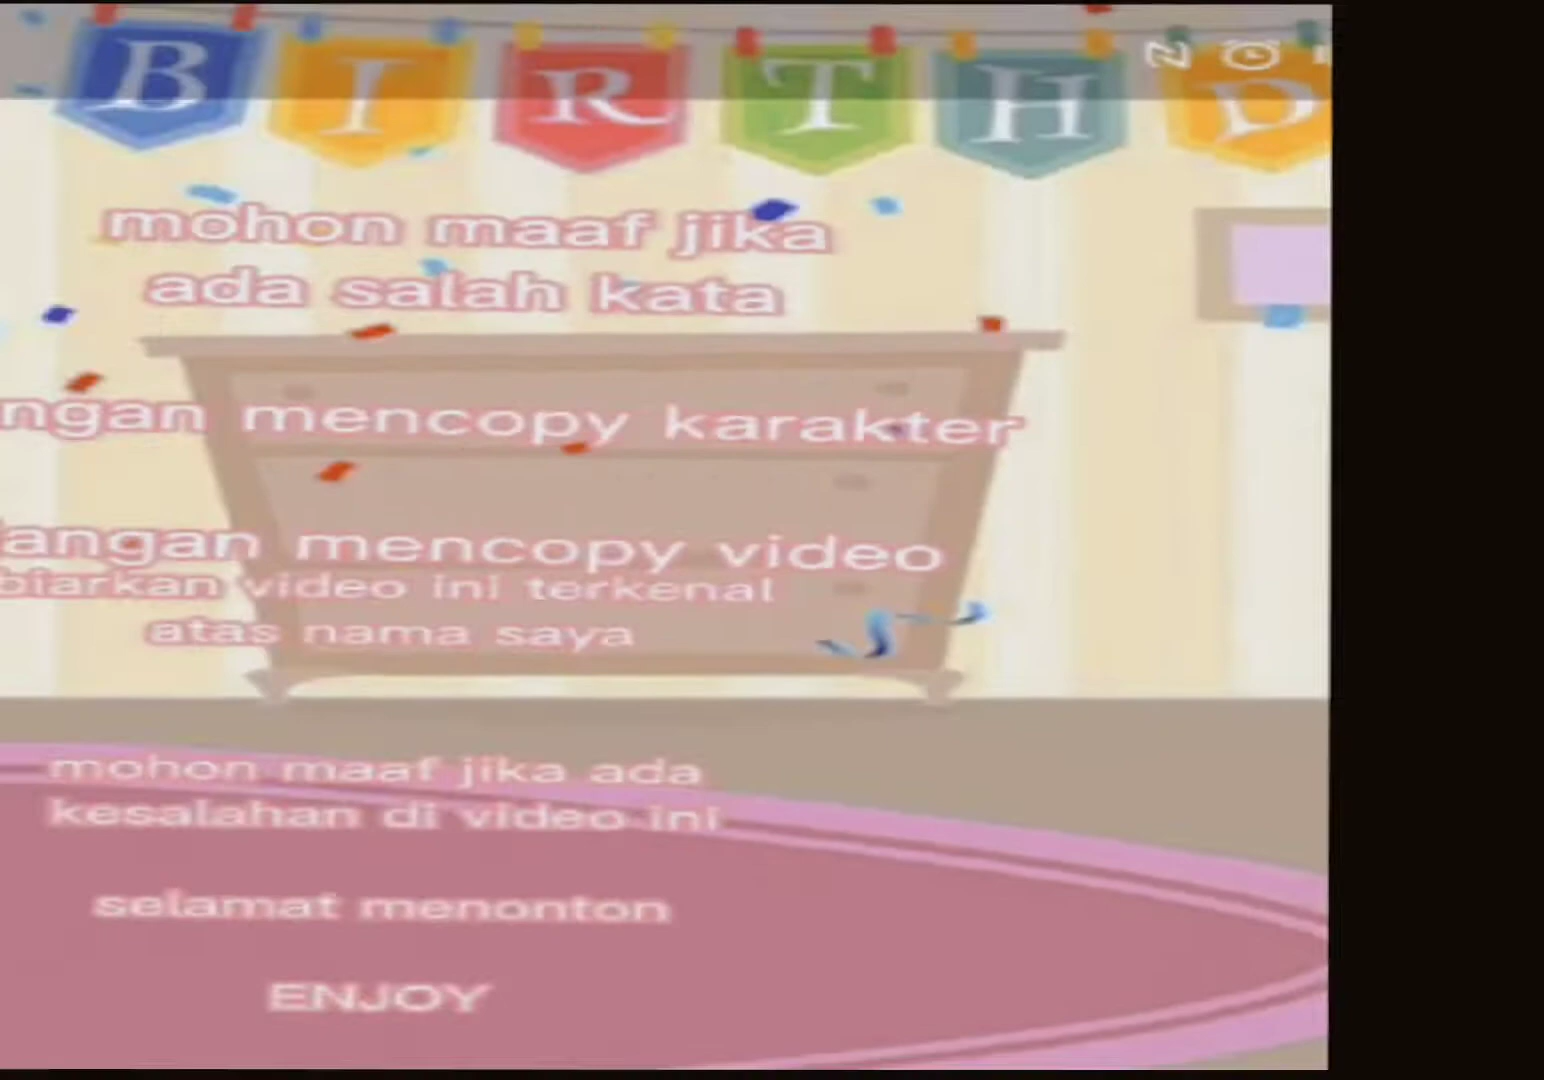 BIRTHD
mohon maaf jika
ada salah kata
ngan mencopy karakter
angan mencopy video
biarkan video ini terkenal
atas nama saya
mohon maaf jika ada
kesalahan di video ini
selamat menonton
ENJOY